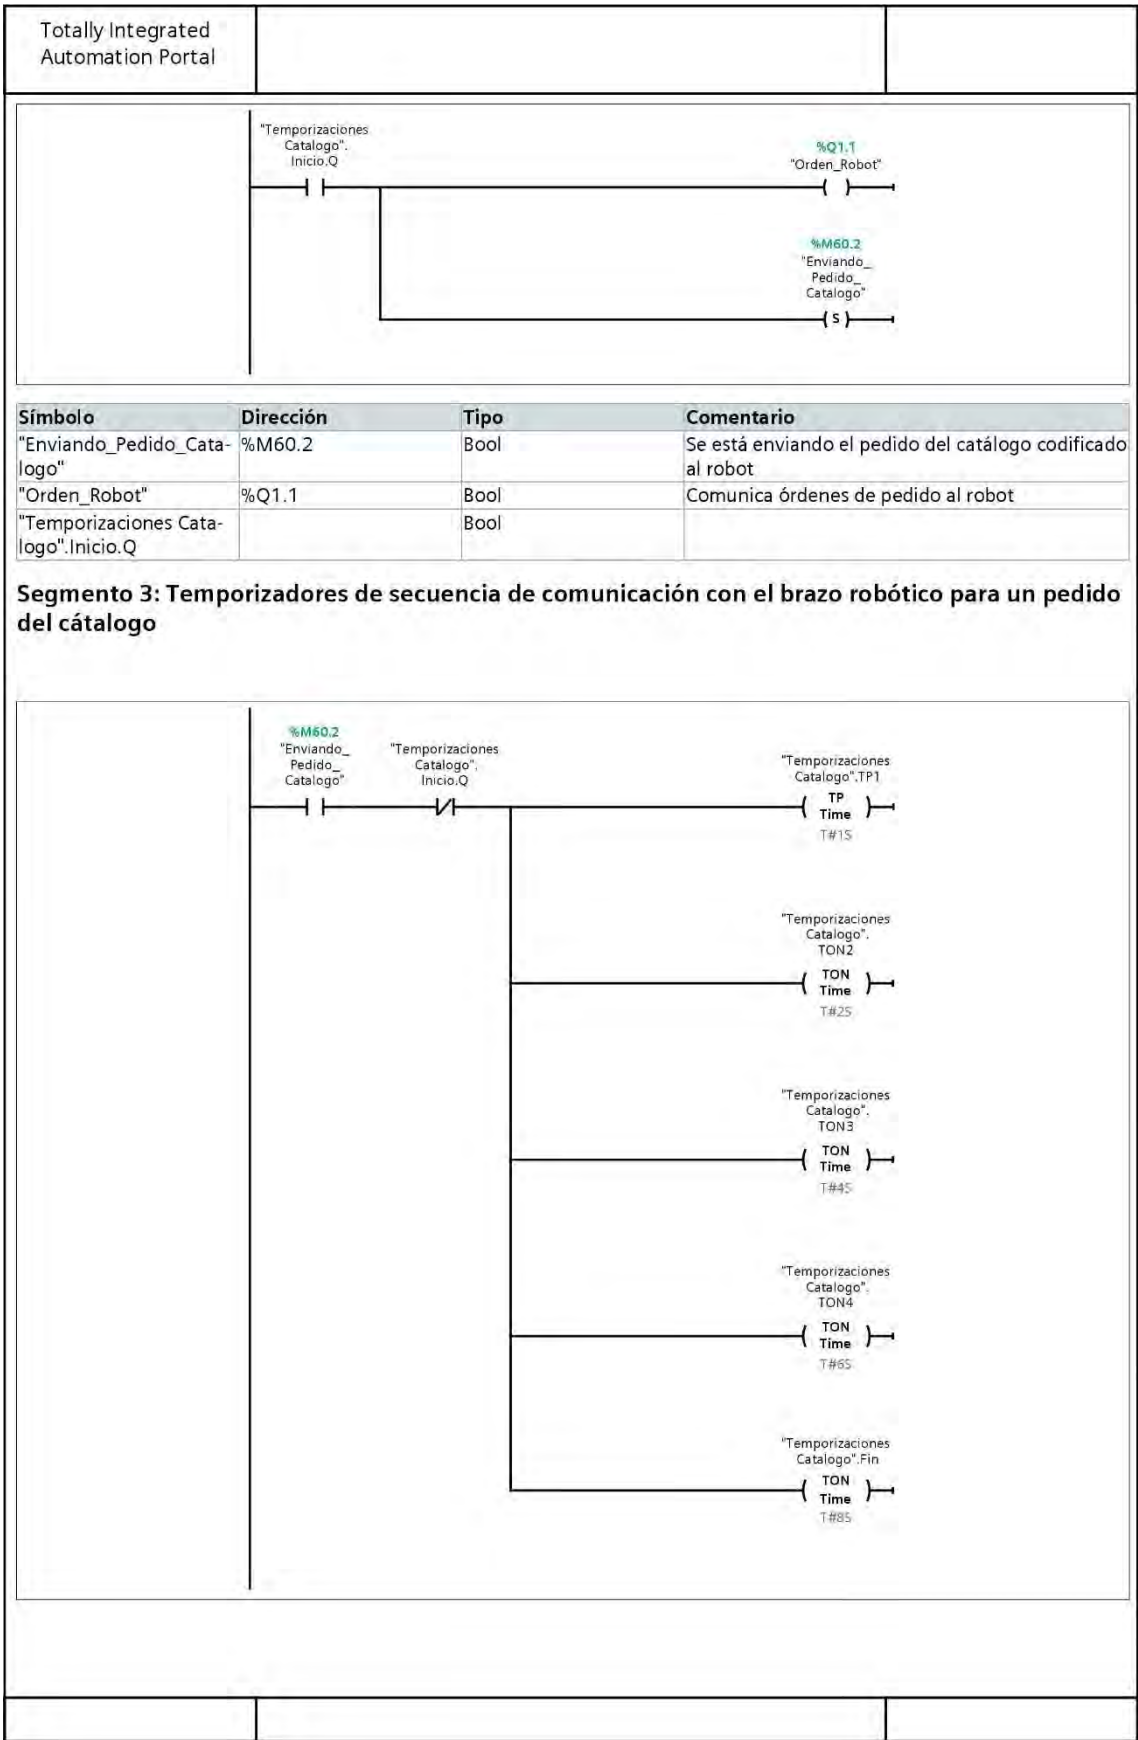 Totally Integrated
Automation Portal
"Temporizaciones
Catalogo".
Inicio.Q
%Q1.1
"Orden_Robot"
%M60.2
"Enviando_
Pedido_
Catalogo"
S
Símbolo Dirección Tipo Comentario
"Enviando_Pedido_Cata- %M60.2 Bool Se está enviando el pedido del catálogo codificado
logo" al robot
"Orden_Robot" %Q1.1 Bool Comunica órdenes de pedido al robot
"Temporizaciones Cata- Bool
logo".Inicio.Q
Segmento 3: Temporizadores de secuencia de comunicación con el brazo robótico para un pedido
del cátalogo
%M60.2
"Enviando_
Pedido_
Catalogo"
"Temporizaciones
Catalogo".
Inicio.Q
"Temporizaciones
Catalogo".TP1
TP
Time
T#1S
"Temporizaciones
Catalogo".
TON2
TON
Time
T#2S
"Temporizaciones
Catalogo".
TON3
TON
Time
T#4S
"Temporizaciones
Catalogo".
TON4
TON
Time
T#6S
"Temporizaciones
Catalogo".Fin
TON
Time
T#8S